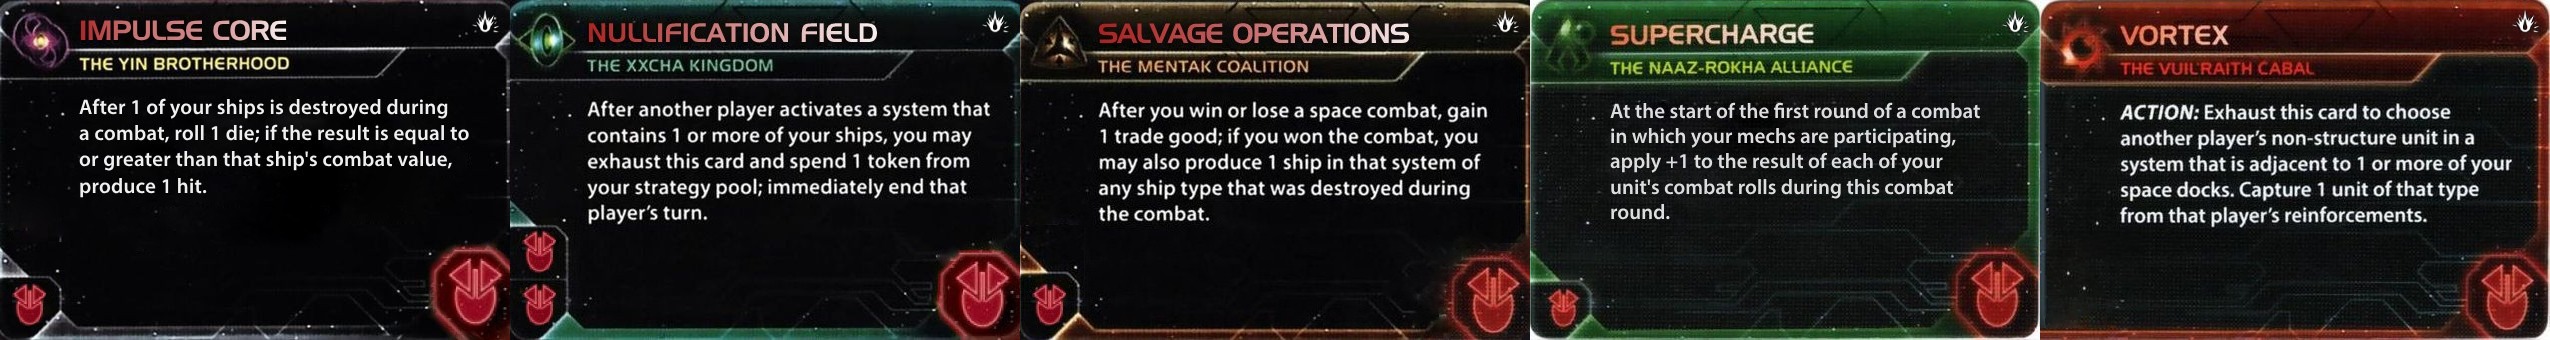 IMPULSE CORE
THE YIN BROTHERHOOD
After 1 of your ships is destroyed during
a combat, roll 1 die; if the result is equal to
or greater than that ship's combat value,
produce 1 hit.
NULLIFICATION FIELD
THE XXCHA KINGDOM
After another player activates a system that
contains 1 or more of your ships, you may
exhaust this card and spend 1 token from
your strategy pool; immediately end that
player's turn.
SALVAGE OPERATIONS
THE MENTAK COALITION
After you win or lose a space combat, gain
1 trade good; if you won the combat, you
may also produce 1 ship in that system of
any ship type that was destroyed during
the combat.
SUPERCHARGE
THE NAAZ-ROKHA ALLIANCE
At the start of the first round of a combat
in which your mechs are participating,
apply +1 to the result of each of your
unit's combat rolls during this combat
round.
VORTEX
THE VUIL'RAITH CABAL
ACTION: Exhaust this card to choose
another player's non-structure unit in a
system that is adjacent to 1 or more of your
space docks. Capture 1 unit of that type
from that player's reinforcements.